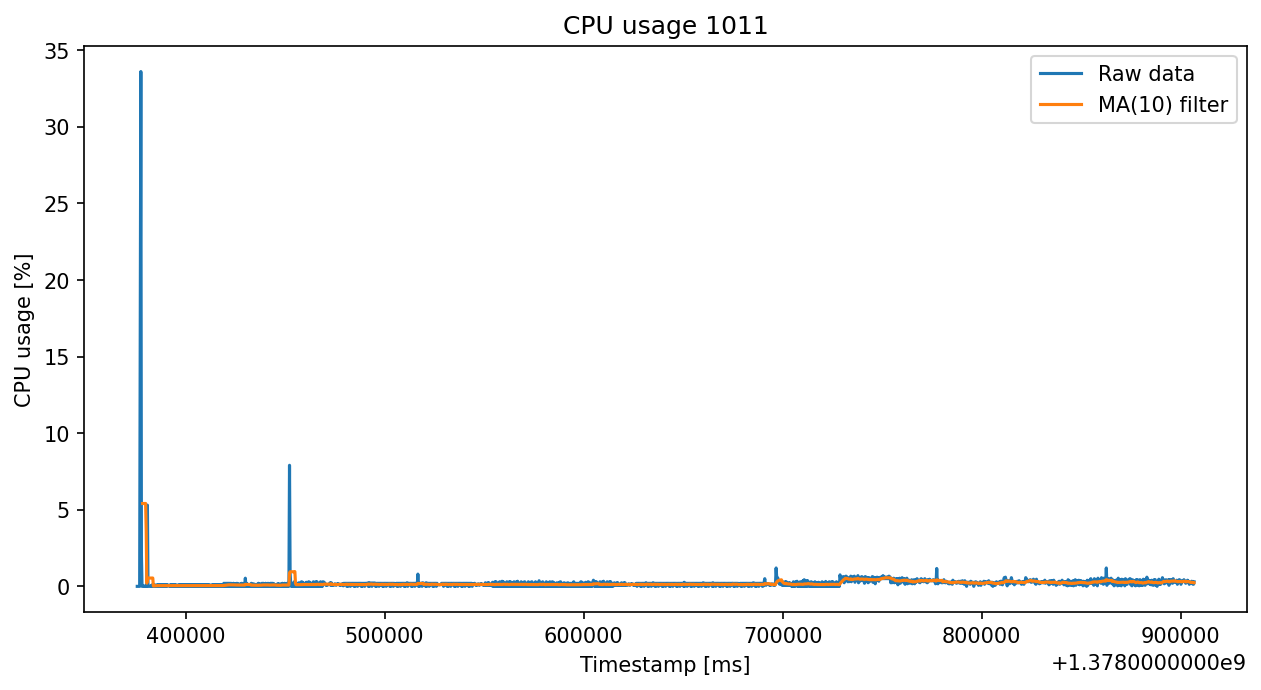 CPU usage 1011
35
30
25
20
15
10
5
0
CPU usage [%]
Raw data
MA(10) filter
400000 500000 600000 700000 800000 900000
Timestamp [ms]
+1.3780000000e9